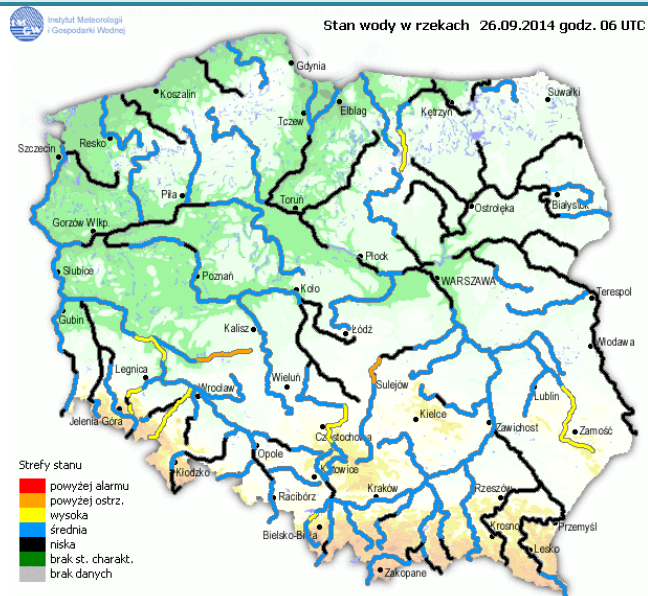 Instytut Meteorologii
i Gospodarki Wodnej
Stan wody w rzekach 26.09.2014 godz. 06 UTC
Gdynia
Koszalin
Suwałki
Elbląg
Kętrzyn
Tczew
Resko
Szczecin
Piła
Toruń
Ostrołęka
Białystok
Gorzów Wlkp.
Płock
Słubice
Poznań
WARSZAWA
Koło
Terespol
Gubin
Kalisz
Łódź
Włodawa
Legnica
Wrocław
Wieluń
Sulejów
Lublin
Jelenia Góra
Kielce
Zawichost
Zamość
Częstochowa
Opole
Kłodzko
Katowice
Racibórz
Kraków
Rzeszów
Bielsko-Biała
Krosno
Przemyśl
Lesko
Zakopane
Strefy stanu
powyżej alarmu
powyżej ostrz.
wysoka
średnia
niska
brak st. charakt.
brak danych